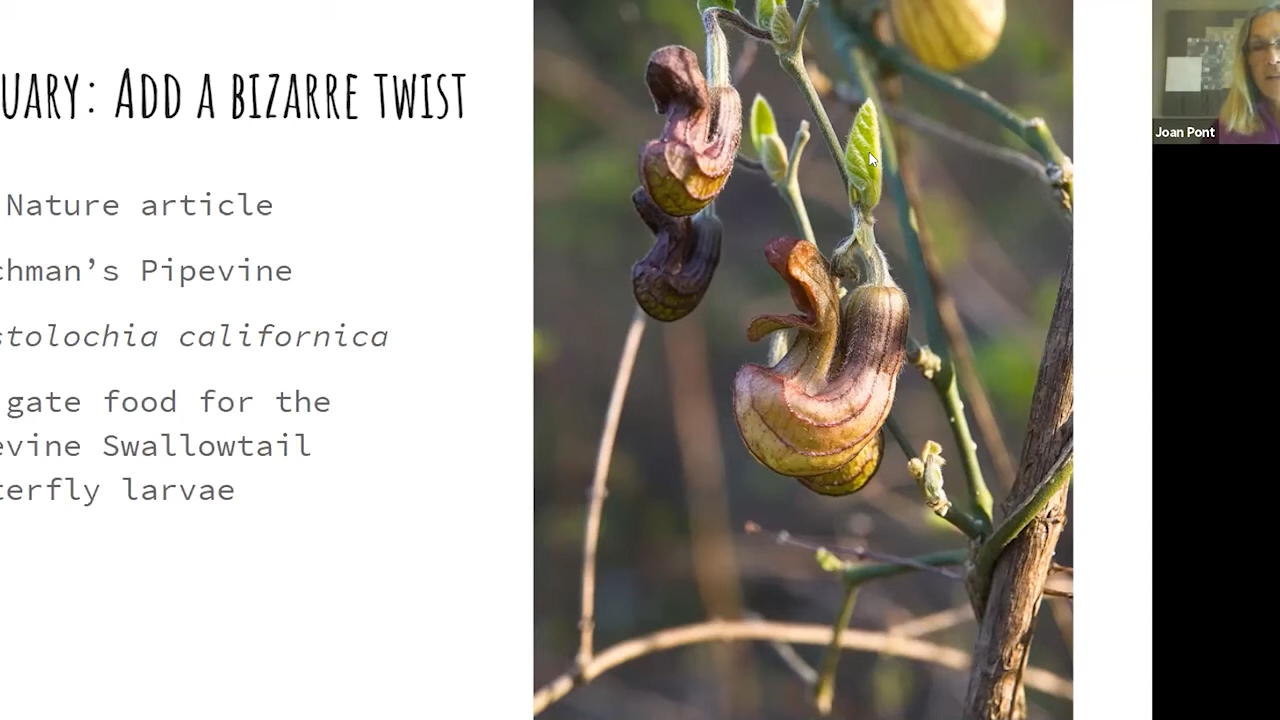 UARY: ADD A BIZARRE TWIST
Nature article
chman's Pipevine
stolochia californica
gate food for the
evine Swallowtail
terfly larvae
Joan Pont